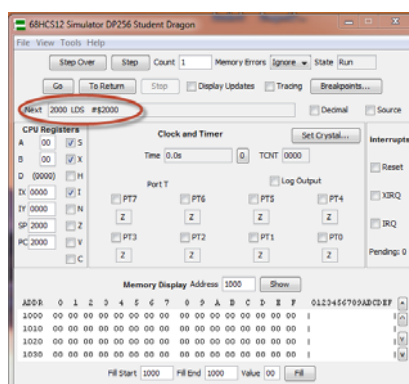 68HCS12 Simulator DP256 Student Dragon
File View Tools Help
Step Over Step Count 1 Memory Errors Ignore State Run
Go To Return Stop Display Updates Tracing Breakpoints...
Next 2000 LDS #$2000 Decimal Source
CPU Registers Clock and Timer Set Crystal... Interrupts
A 00 S
B 00 X Time 0.0s 0 TCNT 0000 Reset
D (0000) H Port T Log Output
IX 0000 I PT7 PT6 PT5 PT4 XIRQ
IY 0000 N Z Z Z Z
SP 2000 Z PT3 PT2 PT1 PT0 IRQ
PC 2000 V Z Z Z Z Pending: 0
C
Memory Display Address 1000 Show
ADDR 0 1 2 3 4 5 6 7 8 9 A B C D E F 0123456789ABCDEF
1000 00 00 00 00 00 00 00 00 00 00 00 00 00 00 00 00 |
1010 00 00 00 00 00 00 00 00 00 00 00 00 00 00 00 00 |
1020 00 00 00 00 00 00 00 00 00 00 00 00 00 00 00 00 |
1030 00 00 00 00 00 00 00 00 00 00 00 00 00 00 00 00 |
Fill Start 1000 Fill End 1000 Value 00 Fill